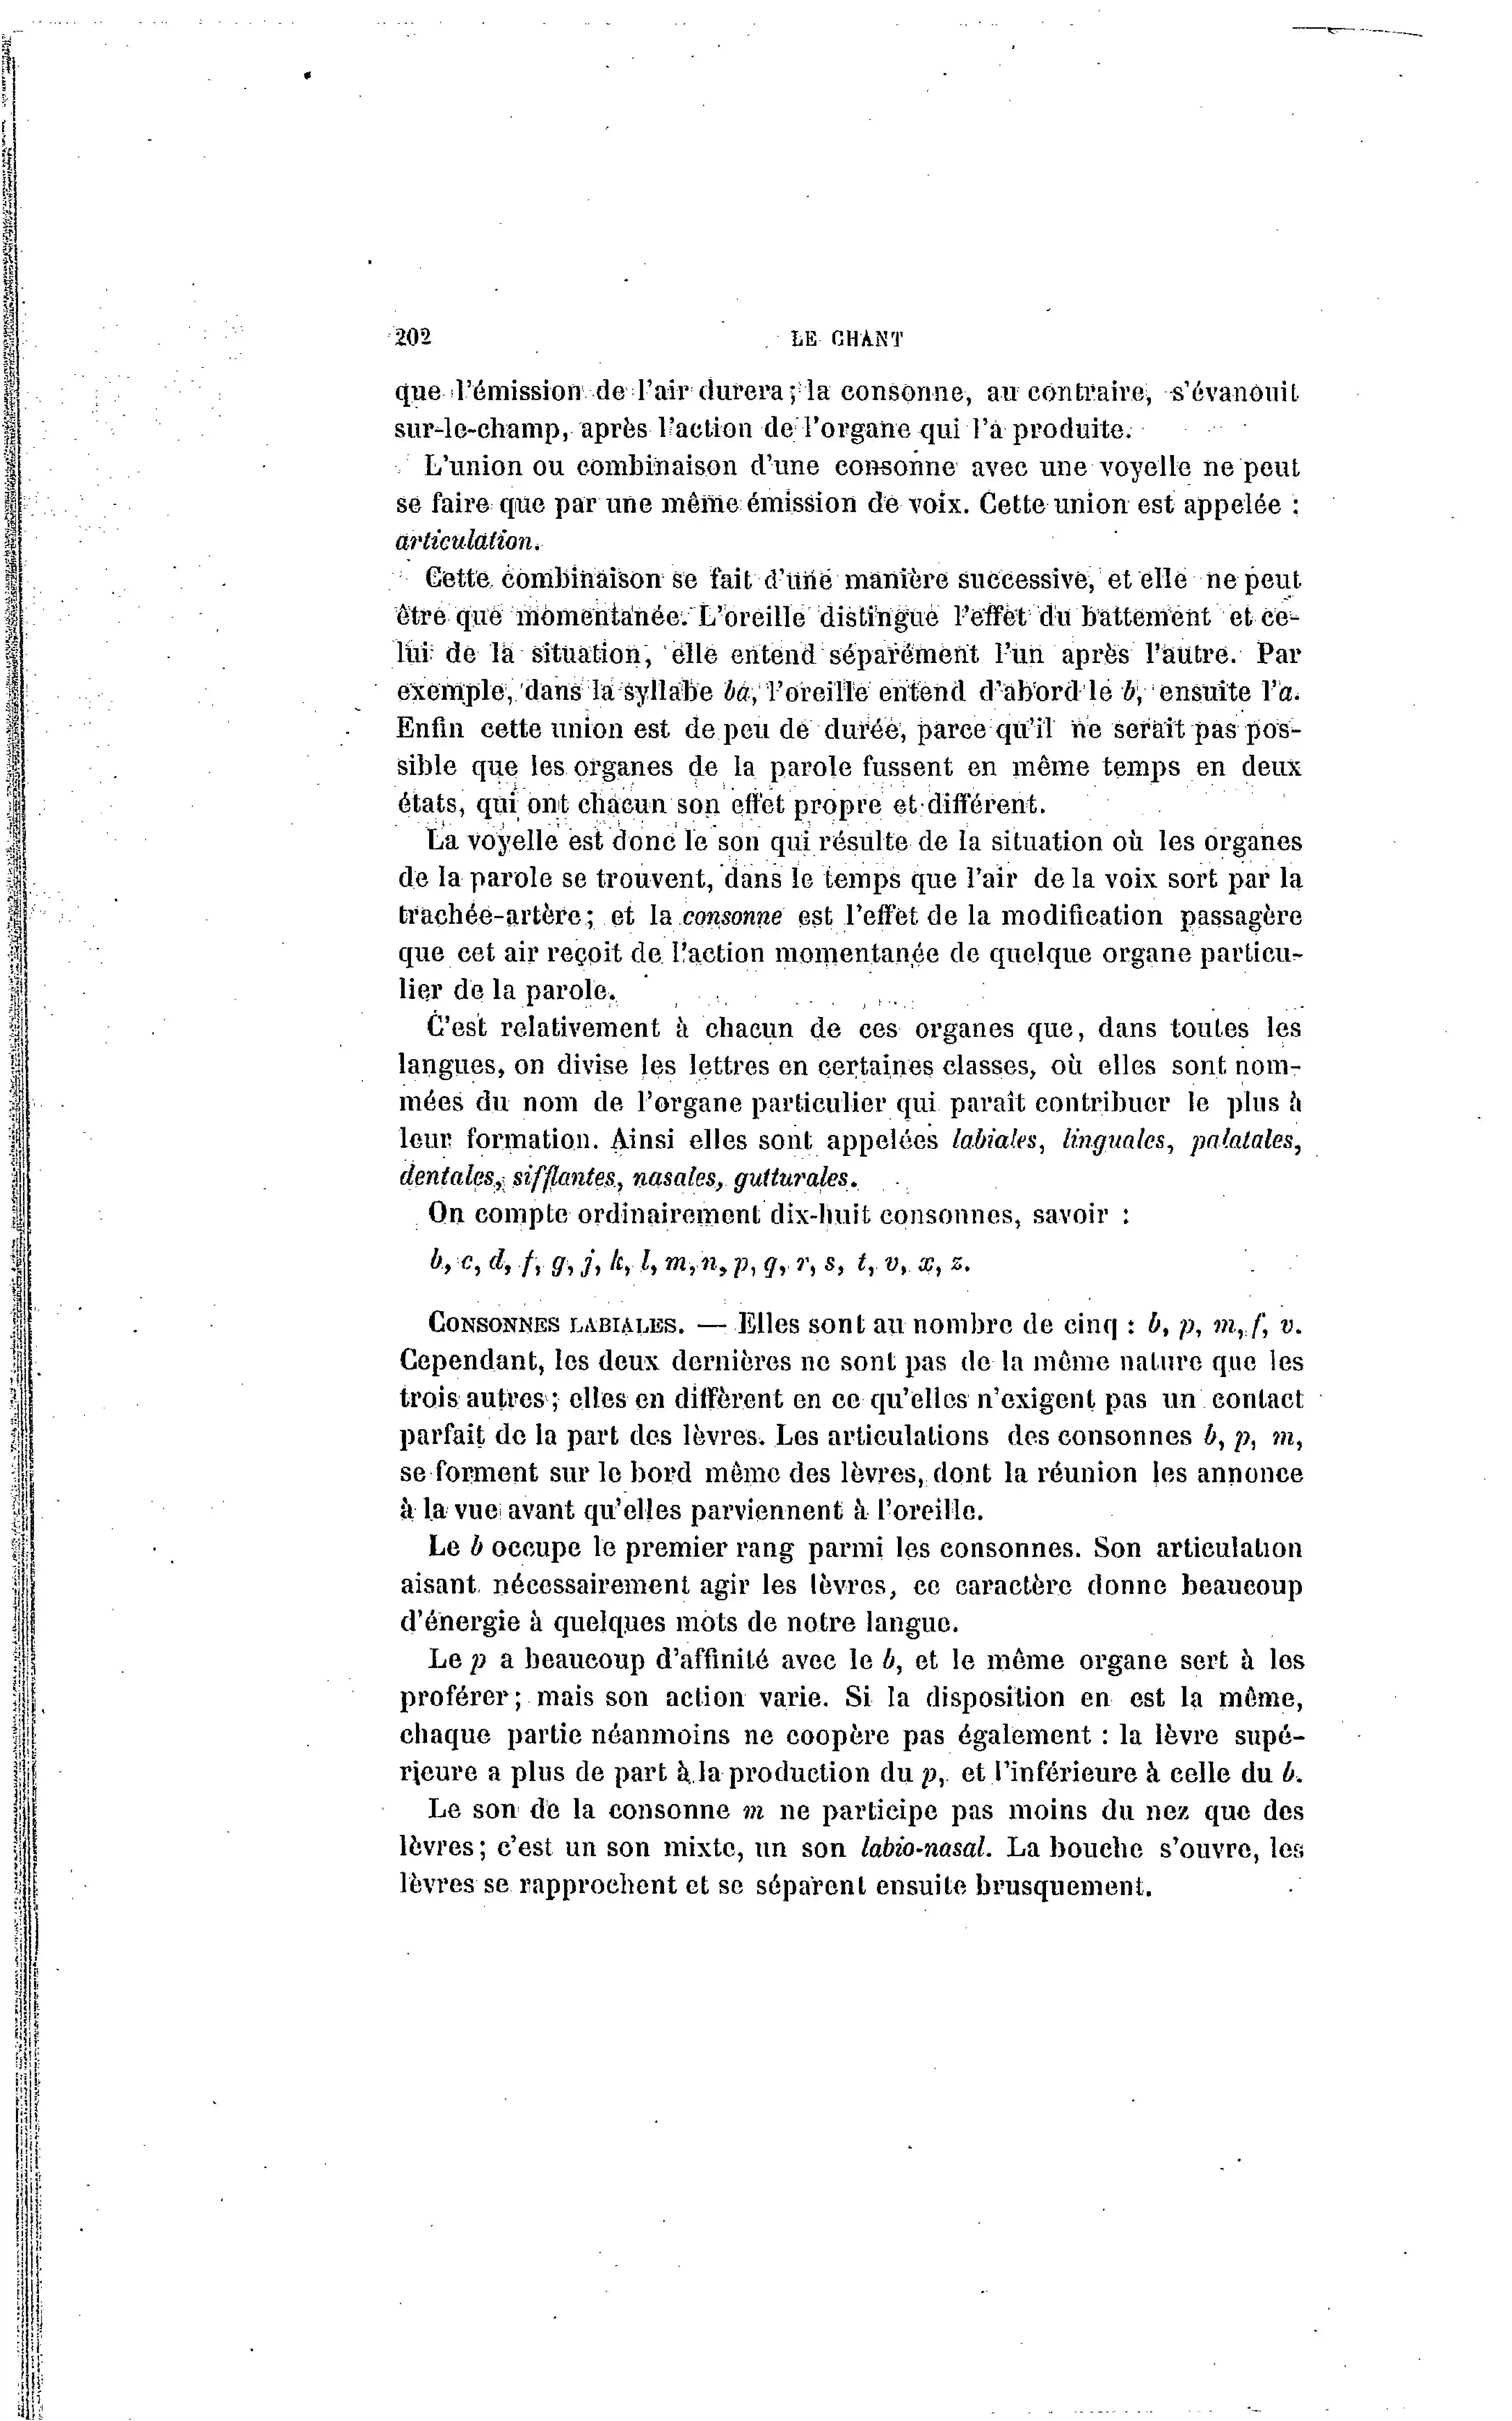 202 LE CHANT
que l'émission de l'air durera; la consonne, au contraire, s'évanouit
sur-le-champ, après l'action de l'organe qui l'a produite.
L'union ou combinaison d'une consonne avec une voyelle ne peut
se faire que par une même émission de voix. Cette union est appelée :
articulation.
Cette combinaison se fait d'une manière successive, et elle ne peut
être que momentanée. L'oreille distingue l'effet du battement et ce-
lui de la situation, elle entend séparément l'un après l'autre. Par
exemple, dans la syllabe ba, l'oreille entend d'abord le b, ensuite l'a.
Enfin cette union est de peu de durée, parce qu'il ne serait pas pos-
sible que les organes de la parole fussent en même temps en deux
états, qui ont chacun son effet propre et différent.
La voyelle est donc le son qui résulte de la situation où les organes
de la parole se trouvent, dans le temps que l'air de la voix sort par la
trachée-artère; et la consonne est l'effet de la modification passagère
que cet air reçoit de l'action momentanée de quelque organe particu-
lier de la parole.
C'est relativement à chacun de ces organes que, dans toutes les
langues, on divise les lettres en certaines classes, où elles sont nom-
mées du nom de l'organe particulier qui paraît contribuer le plus à
leur formation. Ainsi elles sont appelées labiales, linguales, palatales,
dentales, sifflantes, nasales, gutturales.
On compte ordinairement dix-huit consonnes, savoir :
b, c, d, f, g, j, k, l, m, n, p, q, r, s, t, v, x, z.
CONSONNES LABIALES. — Elles sont au nombre de cinq : b, p, m, f, v.
Cependant, les deux dernières ne sont pas de la même nature que les
trois autres; elles en diffèrent en ce qu'elles n'exigent pas un contact
parfait de la part des lèvres. Les articulations des consonnes b, p, m,
se forment sur le bord même des lèvres, dont la réunion les annonce
à la vue avant qu'elles parviennent à l'oreille.
Le b occupe le premier rang parmi les consonnes. Son articulation
aisant nécessairement agir les lèvres, ce caractère donne beaucoup
d'énergie à quelques mots de notre langue.
Le p a beaucoup d'affinité avec le b, et le même organe sert à les
proférer; mais son action varie. Si la disposition en est la même,
chaque partie néanmoins ne coopère pas également : la lèvre supé-
rieure a plus de part à la production du p, et l'inférieure à celle du b.
Le son de la consonne m ne participe pas moins du nez que des
lèvres; c'est un son mixte, un son labio-nasal. La bouche s'ouvre, les
lèvres se rapprochent et se séparent ensuite brusquement.